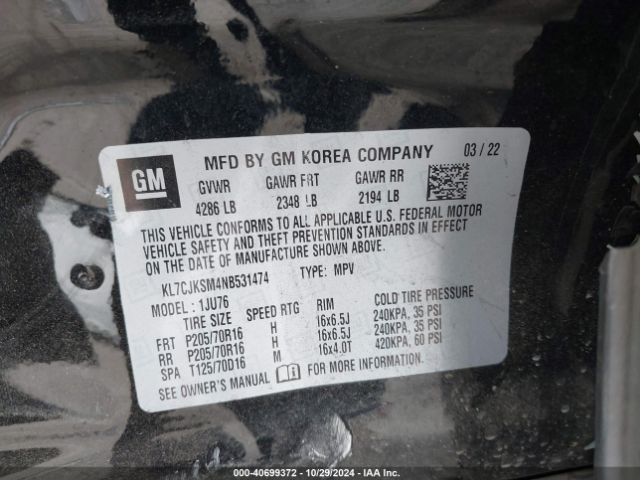 GM
MFD BY GM KOREA COMPANY 03 / 22
GVWR GAWR FRT GAWR RR
4286 LB 2348 LB 2194 LB
THIS VEHICLE CONFORMS TO ALL APPLICABLE U.S. FEDERAL MOTOR
VEHICLE SAFETY AND THEFT PREVENTION STANDARDS IN EFFECT
ON THE DATE OF MANUFACTURE SHOWN ABOVE.
KL7CJKSM4NB531474 TYPE: MPV
MODEL: 1JU76
TIRE SIZE SPEED RTG RIM COLD TIRE PRESSURE
FRT P205/70R16 H 16x6.5J 240KPA, 35 PSI
RR P205/70R16 H 16x6.5J 240KPA, 35 PSI
SPA T125/70D16 M 16x4.0T 420KPA, 60 PSI
SEE OWNER'S MANUAL FOR MORE INFORMATION.
000-40699372 | 10/29/2024 | IAA Inc.